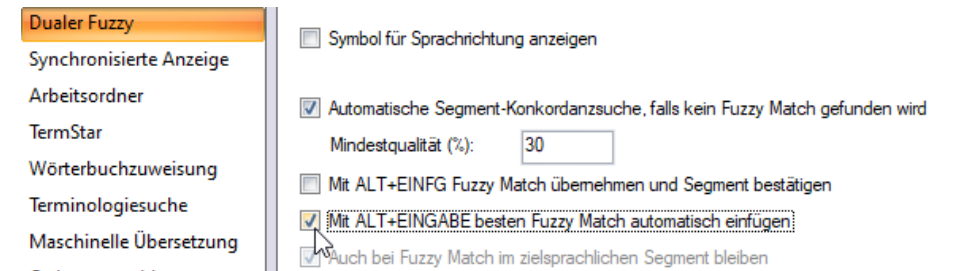 Dualer Fuzzy
Synchronisierte Anzeige
Arbeitsordner
TermStar
Wörterbuchzuweisung
Terminologiesuche
Maschinelle Übersetzung
Symbol für Sprachrichtung anzeigen
Automatische Segment-Konkordanzsuche, falls kein Fuzzy Match gefunden wird
Mindestqualität (%): 30
Mit ALT+EINFG Fuzzy Match übernehmen und Segment bestätigen
Mit ALT+EINGABE besten Fuzzy Match automatisch einfügen
Auch bei Fuzzy Match im zielsprachlichen Segment bleiben